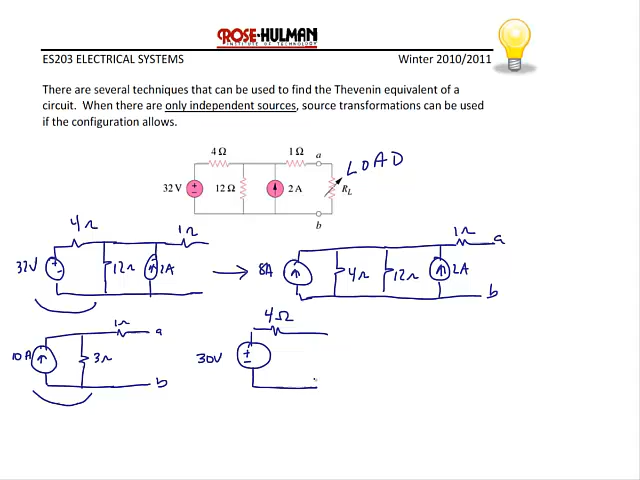 ROSE-HULMAN
INSTITUTE OF TECHNOLOGY
ES203 ELECTRICAL SYSTEMS
Winter 2010/2011
There are several techniques that can be used to find the Thevenin equivalent of a
circuit. When there are only independent sources, source transformations can be used
if the configuration allows.
4 Ω
1 Ω
a
LOAD
32 V
12 Ω
2 A
RL
b
4Ω
1Ω
32V
12Ω
2A
1Ω
a
8A
4Ω
12Ω
2A
b
1Ω
a
10A
3Ω
b
4Ω
30V